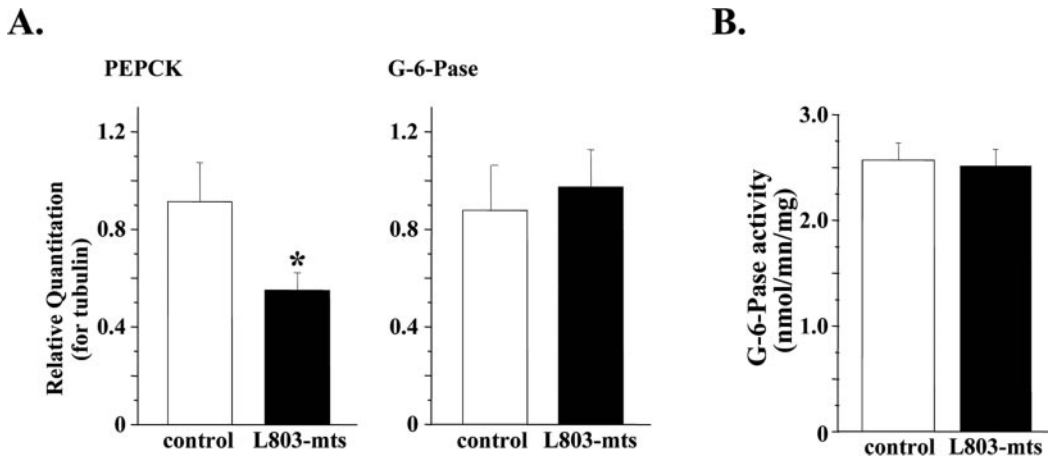 A.
B.
PEPCK
G-6-Pase
Relative Quantitation
(for tubulin)
1.2
0.8
0.4
0
control
L803-mts
*
1.2
0.8
0.4
0
control
L803-mts
G-6-Pase activity
(nmol/mn/mg)
3.0
2.0
1.0
0
control
L803-mts